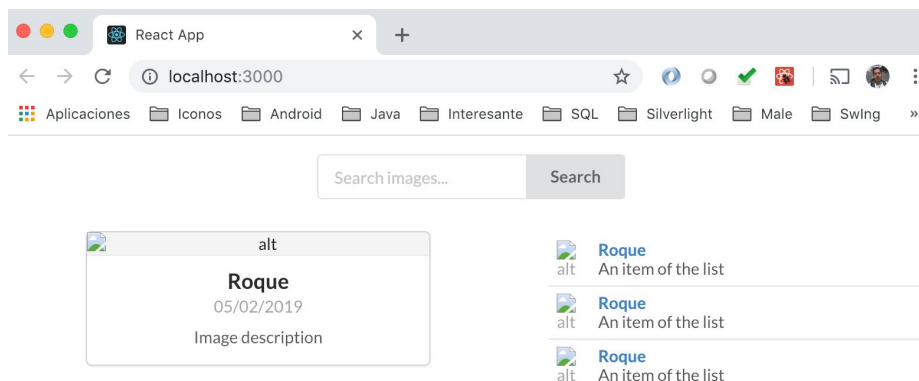 React App
localhost:3000
Aplicaciones Iconos Android Java Interesante SQL Silverlight Male SwIng »
Search images... Search
alt
Roque
05/02/2019
Image description
alt
Roque
An item of the list
alt
Roque
An item of the list
alt
Roque
An item of the list